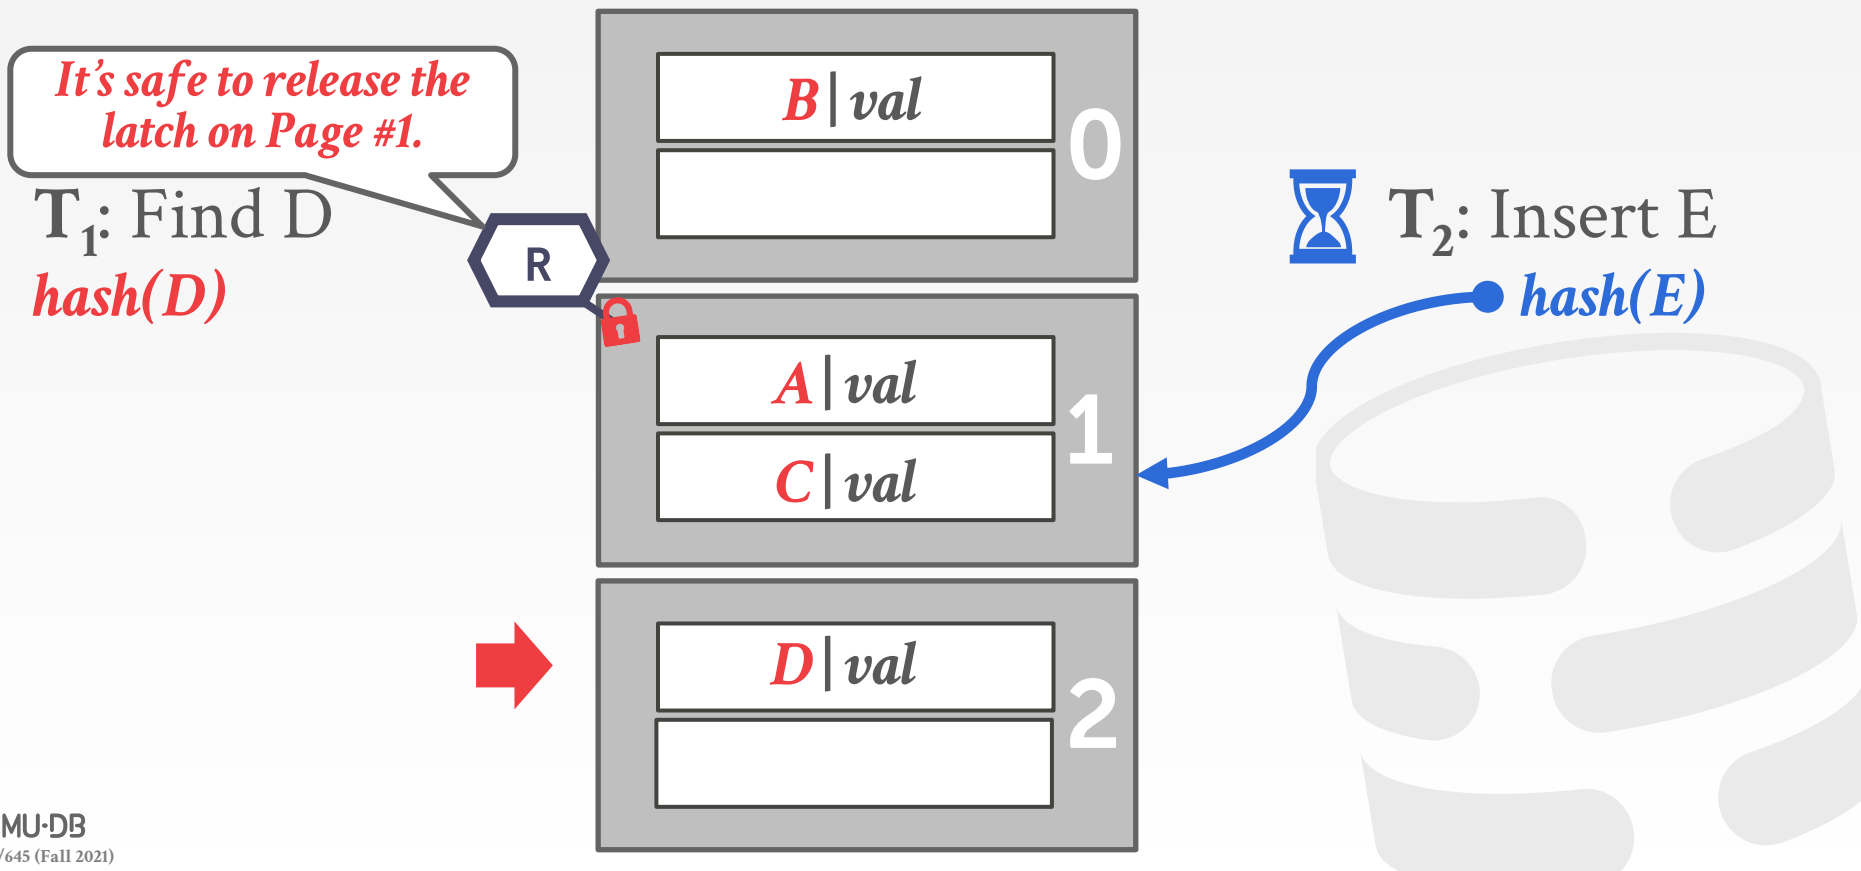 It's safe to release the
latch on Page #1.
T1: Find D
hash(D)
R
B|val
0
A|val
C|val
1
D|val
2
T2: Insert E
hash(E)
MU·DB
/645 (Fall 2021)